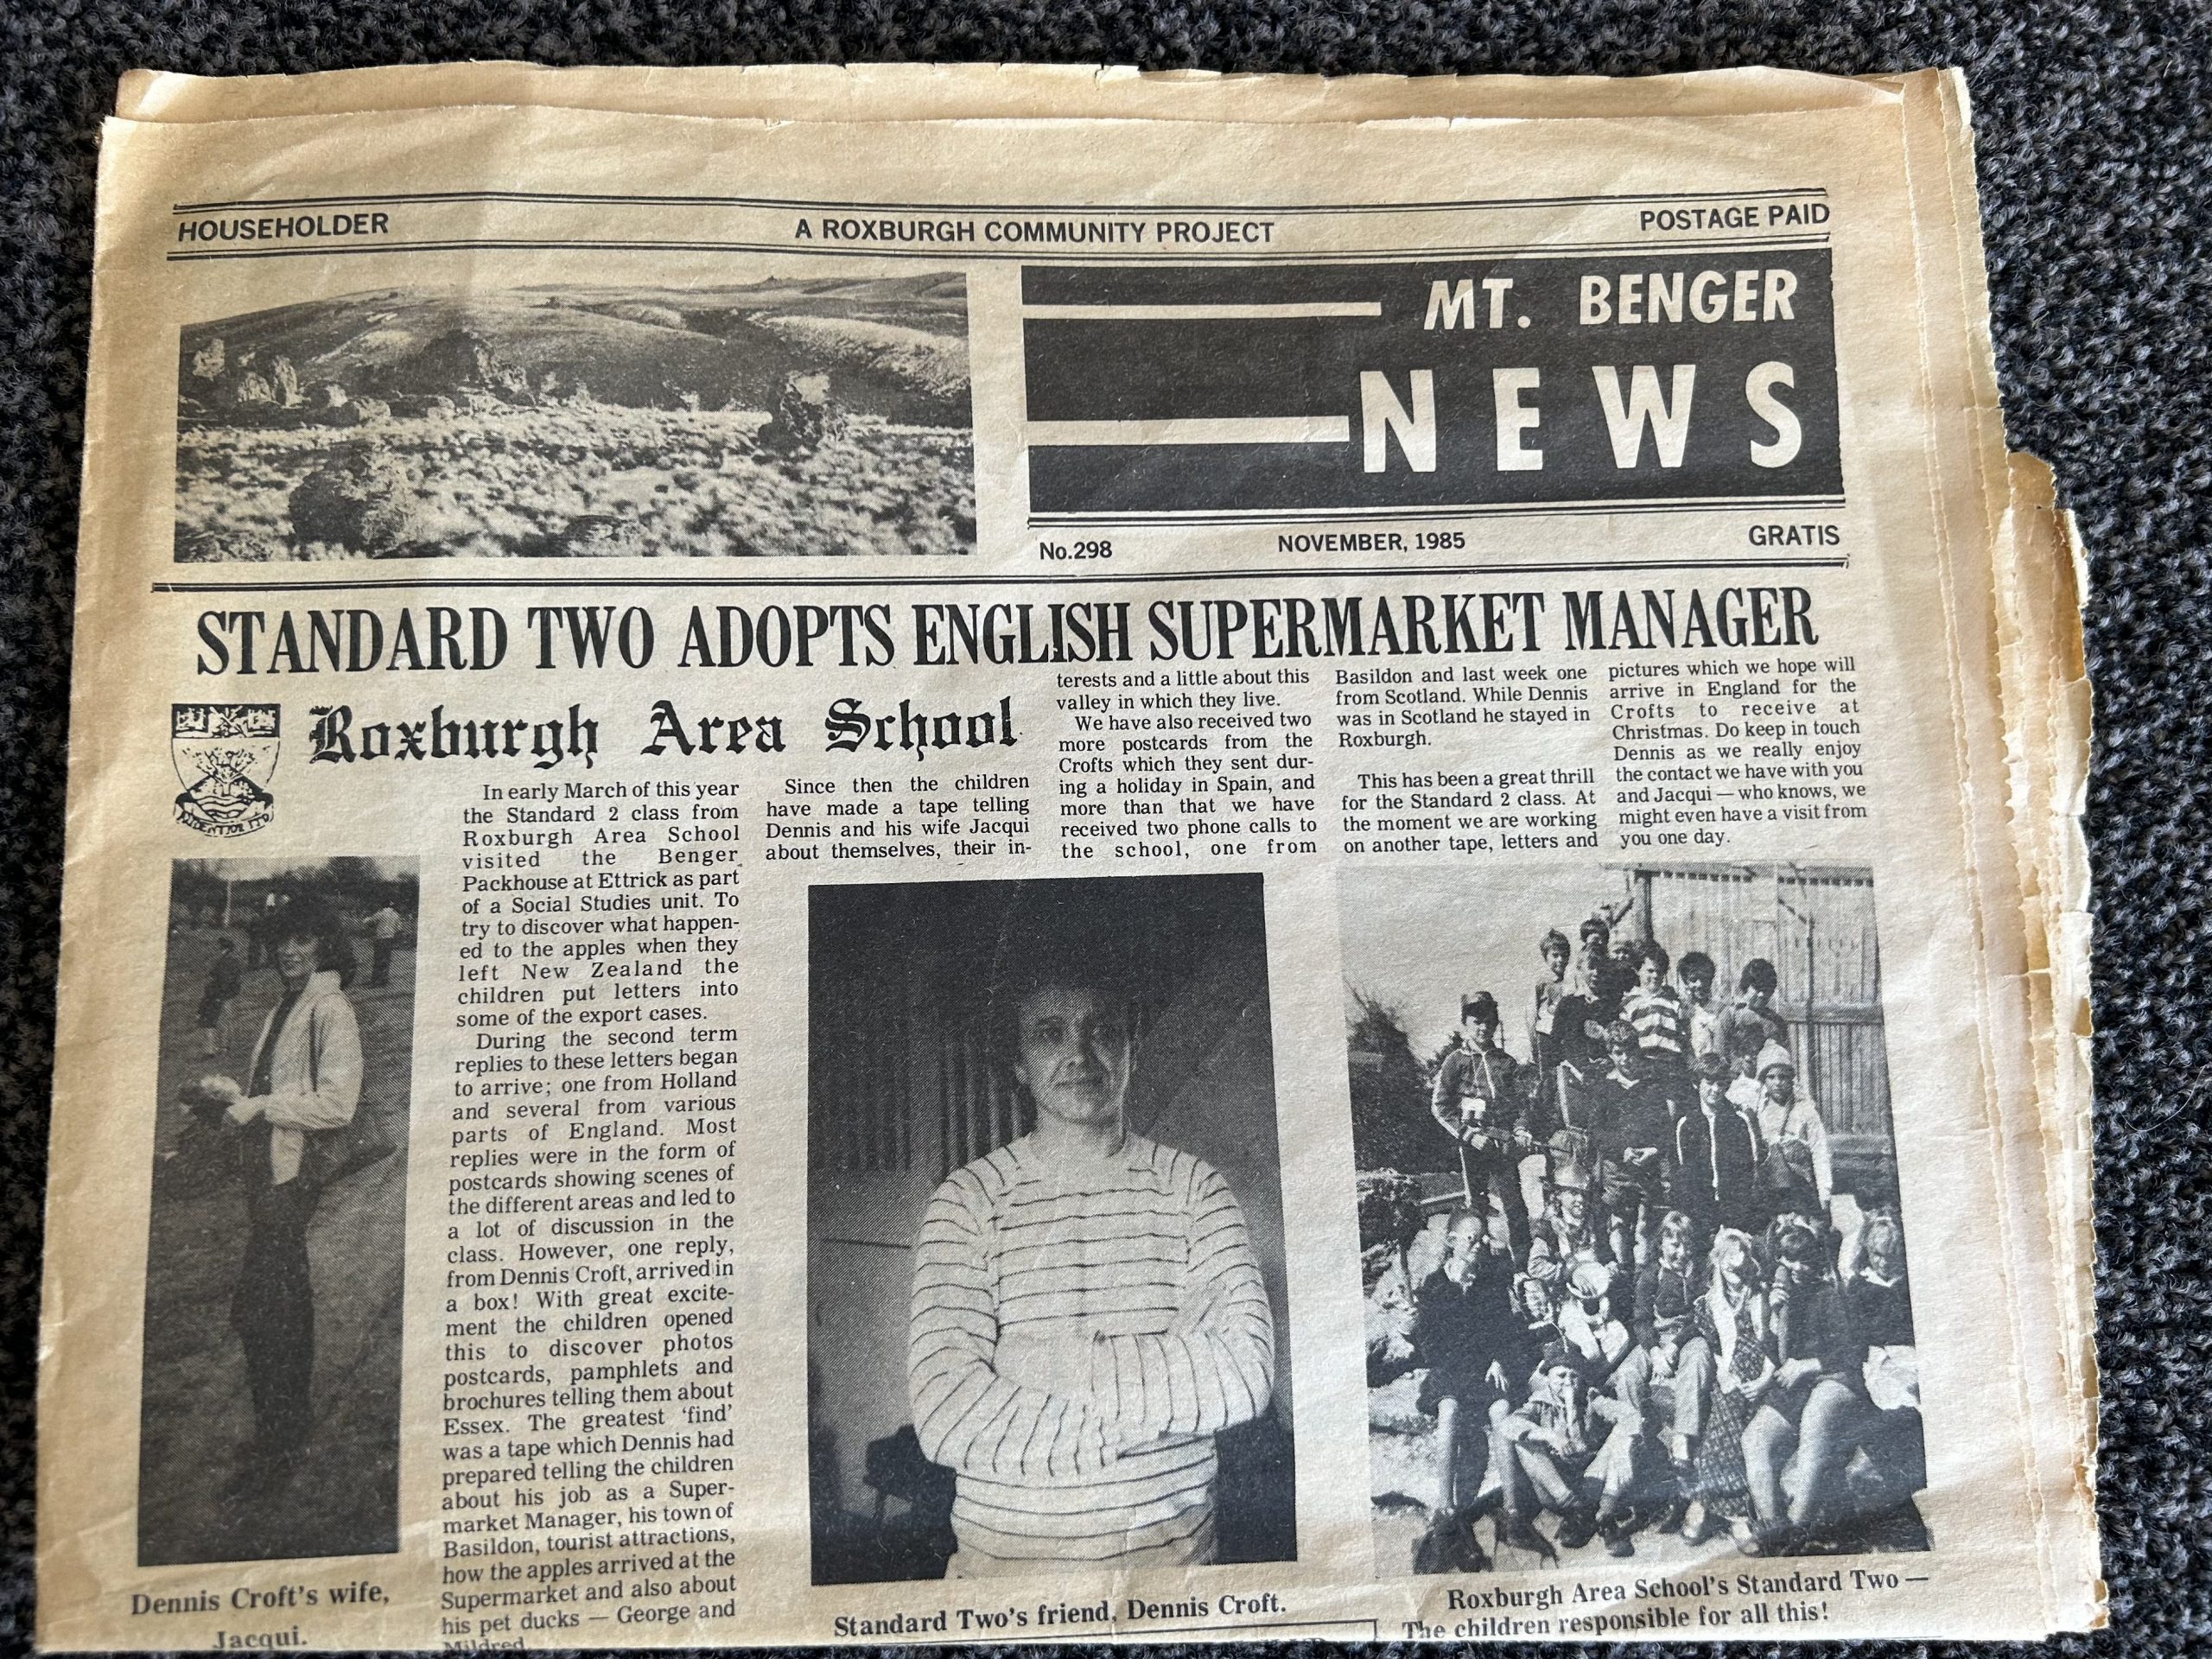 HOUSEHOLDER
A ROXBURGH COMMUNITY PROJECT
POSTAGE PAID
MT. BENGER
NEWS
No.298
NOVEMBER, 1985
GRATIS
STANDARD TWO ADOPTS ENGLISH SUPERMARKET MANAGER
Roxburgh Area School
In early March of this year
the Standard 2 class from
Roxburgh Area School
visited the Benger
Packhouse at Ettrick as part
of a Social Studies unit. To
try to discover what happen-
ed to the apples when they
left New Zealand the
children put letters into
some of the export cases.
During the second term
replies to these letters began
to arrive; one from Holland
and several from various
parts of England. Most
replies were in the form of
postcards showing scenes of
the different areas and led to
a lot of discussion in the
class. However, one reply,
from Dennis Croft, arrived in
a box! With great excite-
ment the children opened
this to discover photos
postcards, pamphlets and
brochures telling them about
Essex. The greatest 'find'
was a tape which Dennis had
prepared telling the children
about his job as a Super-
market Manager, his town of
Basildon, tourist attractions,
how the apples arrived at the
Supermarket and also about
his pet ducks — George and
Mildred.
Since then the children
have made a tape telling
Dennis and his wife Jacqui
about themselves, their in-
terests and a little about this
valley in which they live.
We have also received two
more postcards from the
Crofts which they sent dur-
ing a holiday in Spain, and
more than that we have
received two phone calls to
the school, one from
Basildon and last week one
from Scotland. While Dennis
was in Scotland he stayed in
Roxburgh.
This has been a great thrill
for the Standard 2 class. At
the moment we are working
on another tape, letters and
pictures which we hope will
arrive in England for the
Crofts to receive at
Christmas. Do keep in touch
Dennis as we really enjoy
the contact we have with you
and Jacqui — who knows, we
might even have a visit from
you one day.
Dennis Croft's wife,
Jacqui.
Standard Two's friend, Dennis Croft.
Roxburgh Area School's Standard Two —
The children responsible for all this!